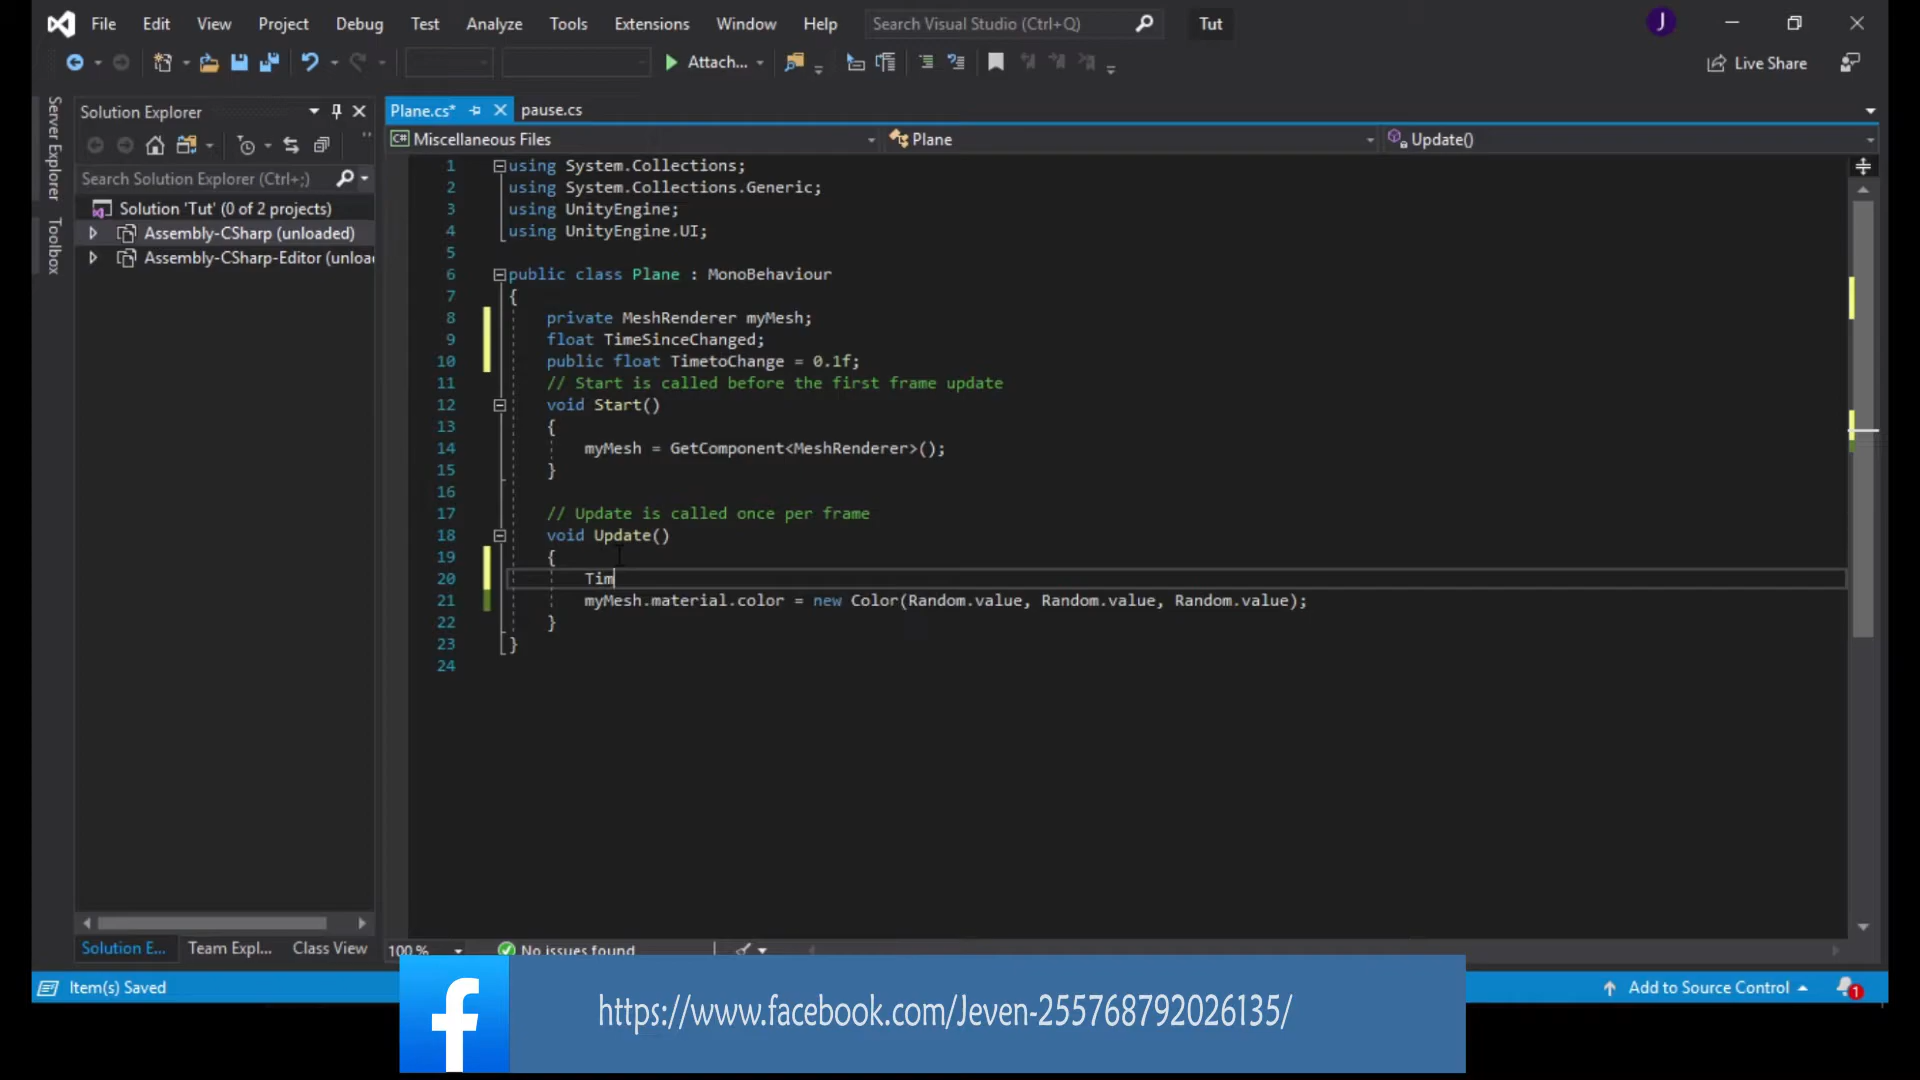 File Edit View Project Debug Test Analyze Tools Extensions Window Help Search Visual Studio (Ctrl+Q) Tut J
Attach... Live Share
Server Explorer
Toolbox
Solution Explorer
Search Solution Explorer (Ctrl+;)
Solution 'Tut' (0 of 2 projects)
Assembly-CSharp (unloaded)
Assembly-CSharp-Editor (unloa
Solution E... Team Expl... Class View
Plane.cs* pause.cs
C# Miscellaneous Files Plane Update()
1 using System.Collections;
2 using System.Collections.Generic;
3 using UnityEngine;
4 using UnityEngine.UI;
5
6 public class Plane : MonoBehaviour
7 {
8 private MeshRenderer myMesh;
9 float TimeSinceChanged;
10 public float TimetoChange = 0.1f;
11 // Start is called before the first frame update
12 void Start()
13 {
14 myMesh = GetComponent<MeshRenderer>();
15 }
16
17 // Update is called once per frame
18 void Update()
19 {
20 Tim
21 myMesh.material.color = new Color(Random.value, Random.value, Random.value);
22 }
23 }
24
100 % No issues found
Item(s) Saved Add to Source Control 1
f https://www.facebook.com/Jeven-255768792026135/